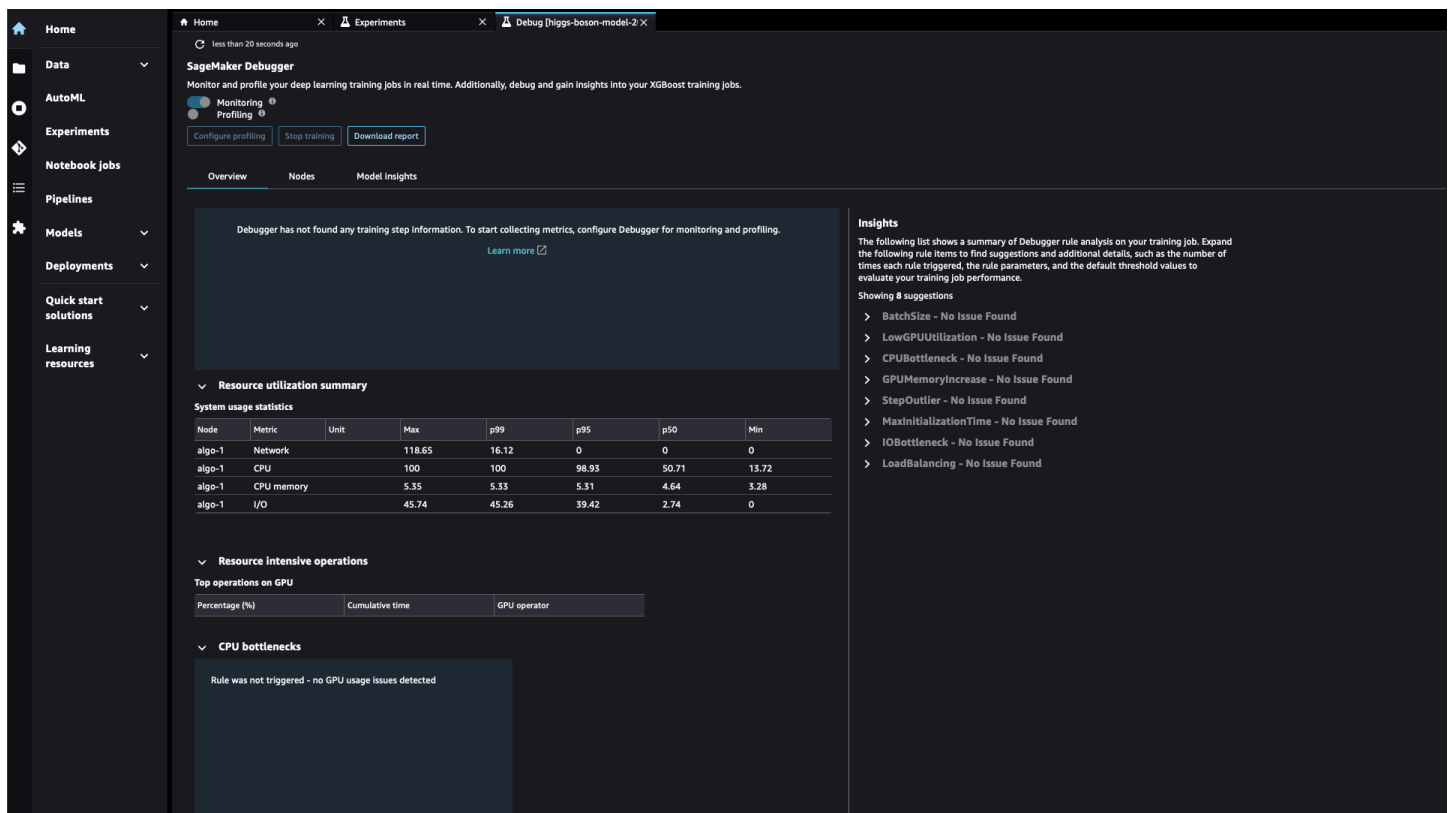 Home
Data
AutoML
Experiments
Notebook jobs
Pipelines
Models
Deployments
Quick start
solutions
Learning
resources
Home
Experiments
Debug [higgs-boson-model-2
less than 20 seconds ago
SageMaker Debugger
Monitor and profile your deep learning training jobs in real time. Additionally, debug and gain insights into your XGBoost training jobs.
Monitoring
Profiling
Configure profiling Stop training Download report
Overview Nodes Model insights
Debugger has not found any training step information. To start collecting metrics, configure Debugger for monitoring and profiling.
Learn more
Resource utilization summary
System usage statistics
Node Metric Unit Max p99 p95 p50 Min
algo-1 Network 118.65 16.12 0 0 0
algo-1 CPU 100 100 98.93 50.71 13.72
algo-1 CPU memory 5.35 5.33 5.31 4.64 3.28
algo-1 I/O 45.74 45.26 39.42 2.74 0
Resource intensive operations
Top operations on GPU
Percentage (%) Cumulative time GPU operator
CPU bottlenecks
Rule was not triggered - no GPU usage issues detected
Insights
The following list shows a summary of Debugger rule analysis on your training job. Expand
the following rule items to find suggestions and additional details, such as the number of
times each rule triggered, the rule parameters, and the default threshold values to
evaluate your training job performance.
Showing 8 suggestions
BatchSize - No Issue Found
LowGPUUtilization - No Issue Found
CPUBottleneck - No Issue Found
GPUMemoryIncrease - No Issue Found
StepOutlier - No Issue Found
MaxInitializationTime - No Issue Found
IOBottleneck - No Issue Found
LoadBalancing - No Issue Found